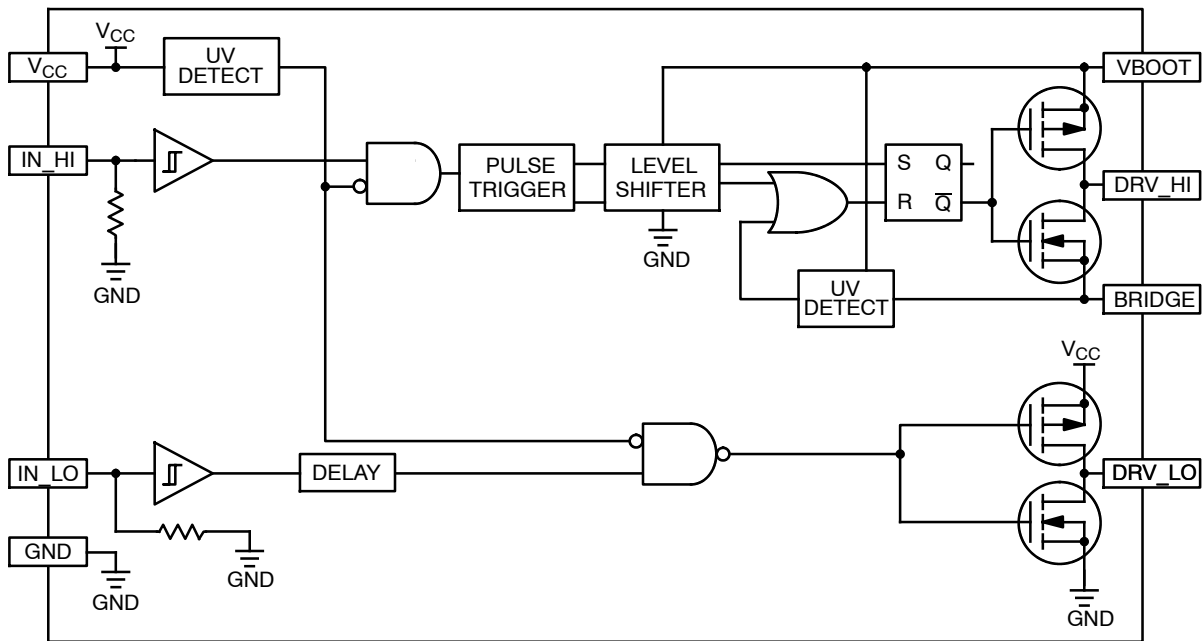 VCC
VCC
UV
DETECT
VBOOT
IN_HI
PULSE
TRIGGER
LEVEL
SHIFTER
S Q
R Q̅
DRV_HI
GND
GND
UV
DETECT
BRIDGE
VCC
IN_LO
DELAY
DRV_LO
GND
GND
GND
GND